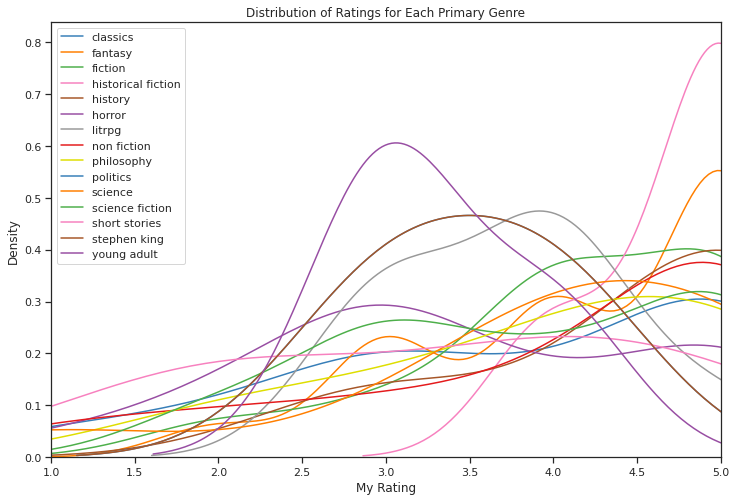 Distribution of Ratings for Each Primary Genre
classics
fantasy
fiction
historical fiction
history
horror
litrpg
non fiction
philosophy
politics
science
science fiction
short stories
stephen king
young adult
Density
0.8
0.7
0.6
0.5
0.4
0.3
0.2
0.1
0.0
1.0 1.5 2.0 2.5 3.0 3.5 4.0 4.5 5.0
My Rating